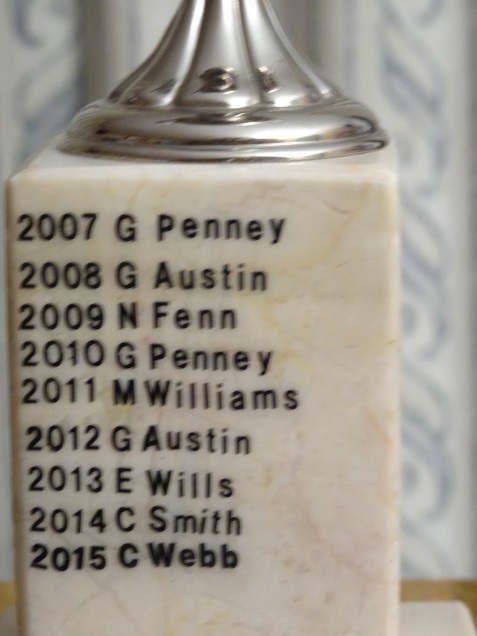 2007 G Penney
2008 G Austin
2009 N Fenn
2010 G Penney
2011 M Williams
2012 G Austin
2013 E Wills
2014 C Smith
2015 C Webb